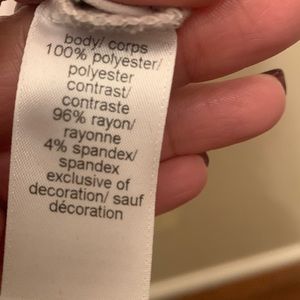 body/ corps
100% polyester/
polyester
contrast/
contraste
96% rayon/
rayonne
4% spandex/
spandex
exclusive of
decoration/ sauf
décoration